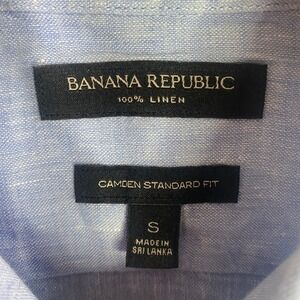 BANANA REPUBLIC
100% LINEN
CAMDEN STANDARD FIT
S
MADE IN
SRI LANKA